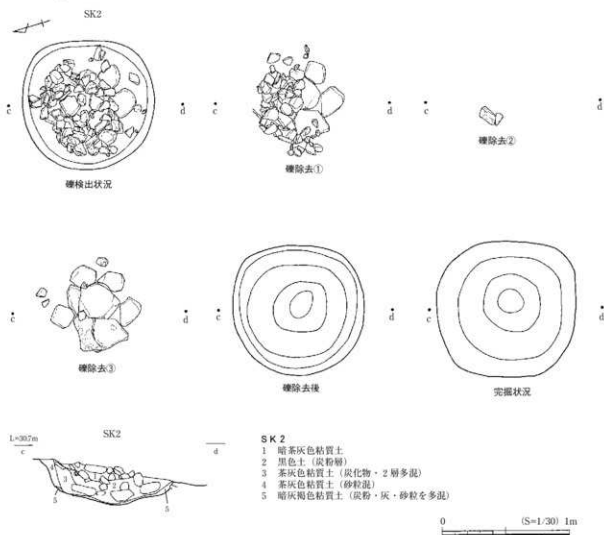 SK2
c
d
c
d
c
d
礫検出状況
礫除去①
礫除去②
c
d
c
d
c
d
礫除去③
礫除去後
完掘状況
SK2
L=30.7m
c
d
4
3
1
2
5
5
SK2
1 暗茶灰色粘質土
2 黒色土（炭粉層）
3 茶灰色粘質土（炭化物・2層多混）
4 茶灰色粘質土（砂粒混）
5 暗灰褐色粘質土（炭粉・灰・砂粒を多混）
0 (S=1/30) 1m